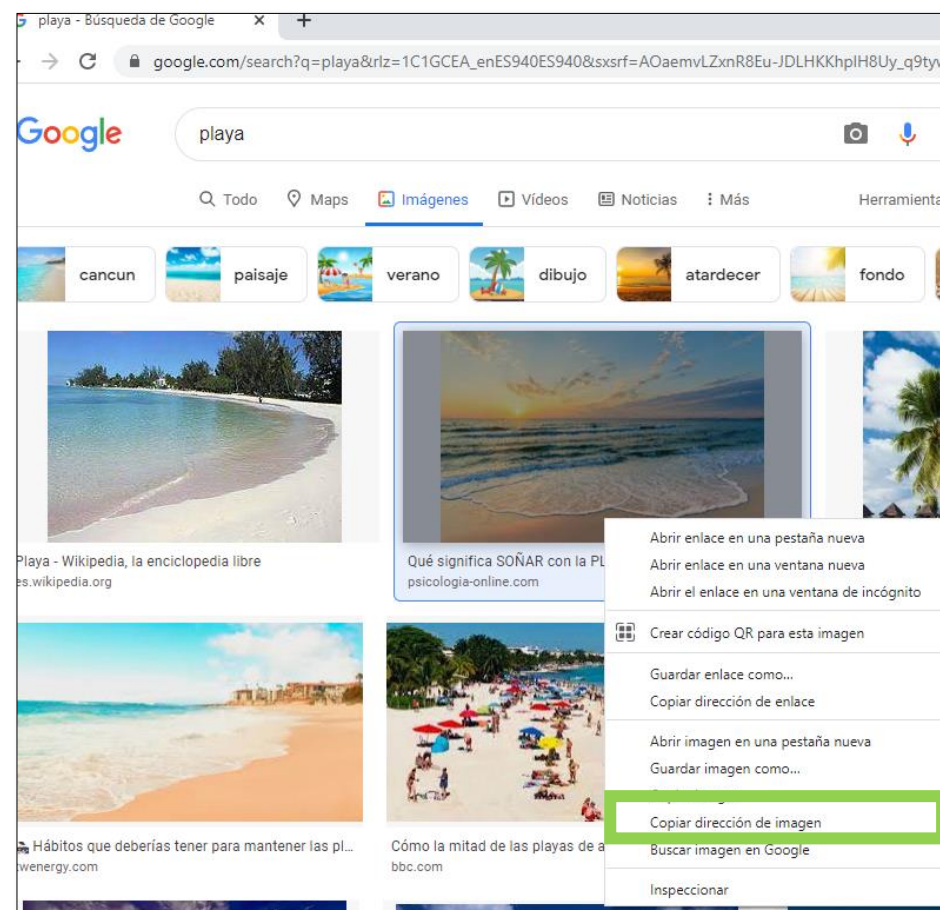 playa - Búsqueda de Google
google.com/search?q=playa&rlz=1C1GCEA_enES940ES940&sxsrf=AOaemvLZxnR8Eu-JDLHKKhpIH8Uy_q9tyw
Google
playa
Todo Maps Imágenes Vídeos Noticias Más Herramienta
cancun paisaje verano dibujo atardecer fondo
Playa - Wikipedia, la enciclopedia libre
es.wikipedia.org
Qué significa SOÑAR con la PL
psicologia-online.com
Abrir enlace en una pestaña nueva
Abrir enlace en una ventana nueva
Abrir el enlace en una ventana de incógnito
Crear código QR para esta imagen
Guardar enlace como...
Copiar dirección de enlace
Abrir imagen en una pestaña nueva
Guardar imagen como...
Copiar dirección de imagen
Buscar imagen en Google
Inspeccionar
Hábitos que deberías tener para mantener las pl...
twenergy.com
Cómo la mitad de las playas de a
bbc.com